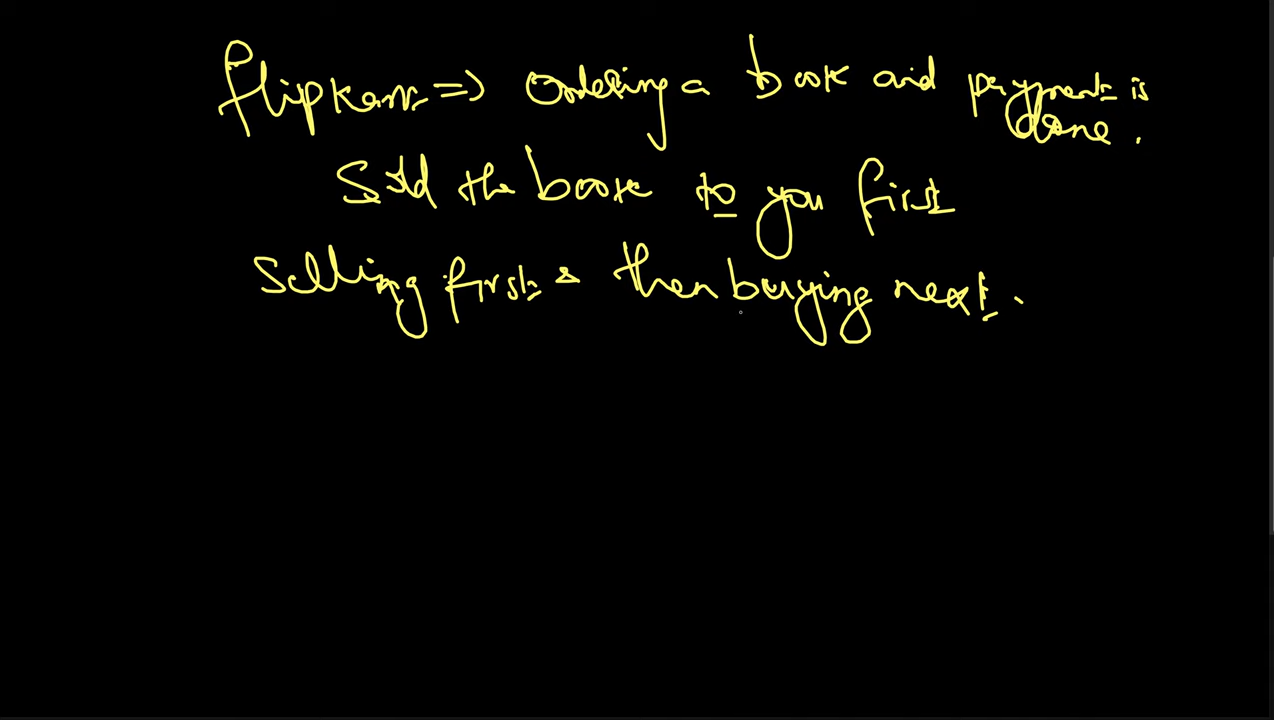 flipkart => Ordering a book and payment is
done.
Sold the book to you first
Selling first & then buying next.